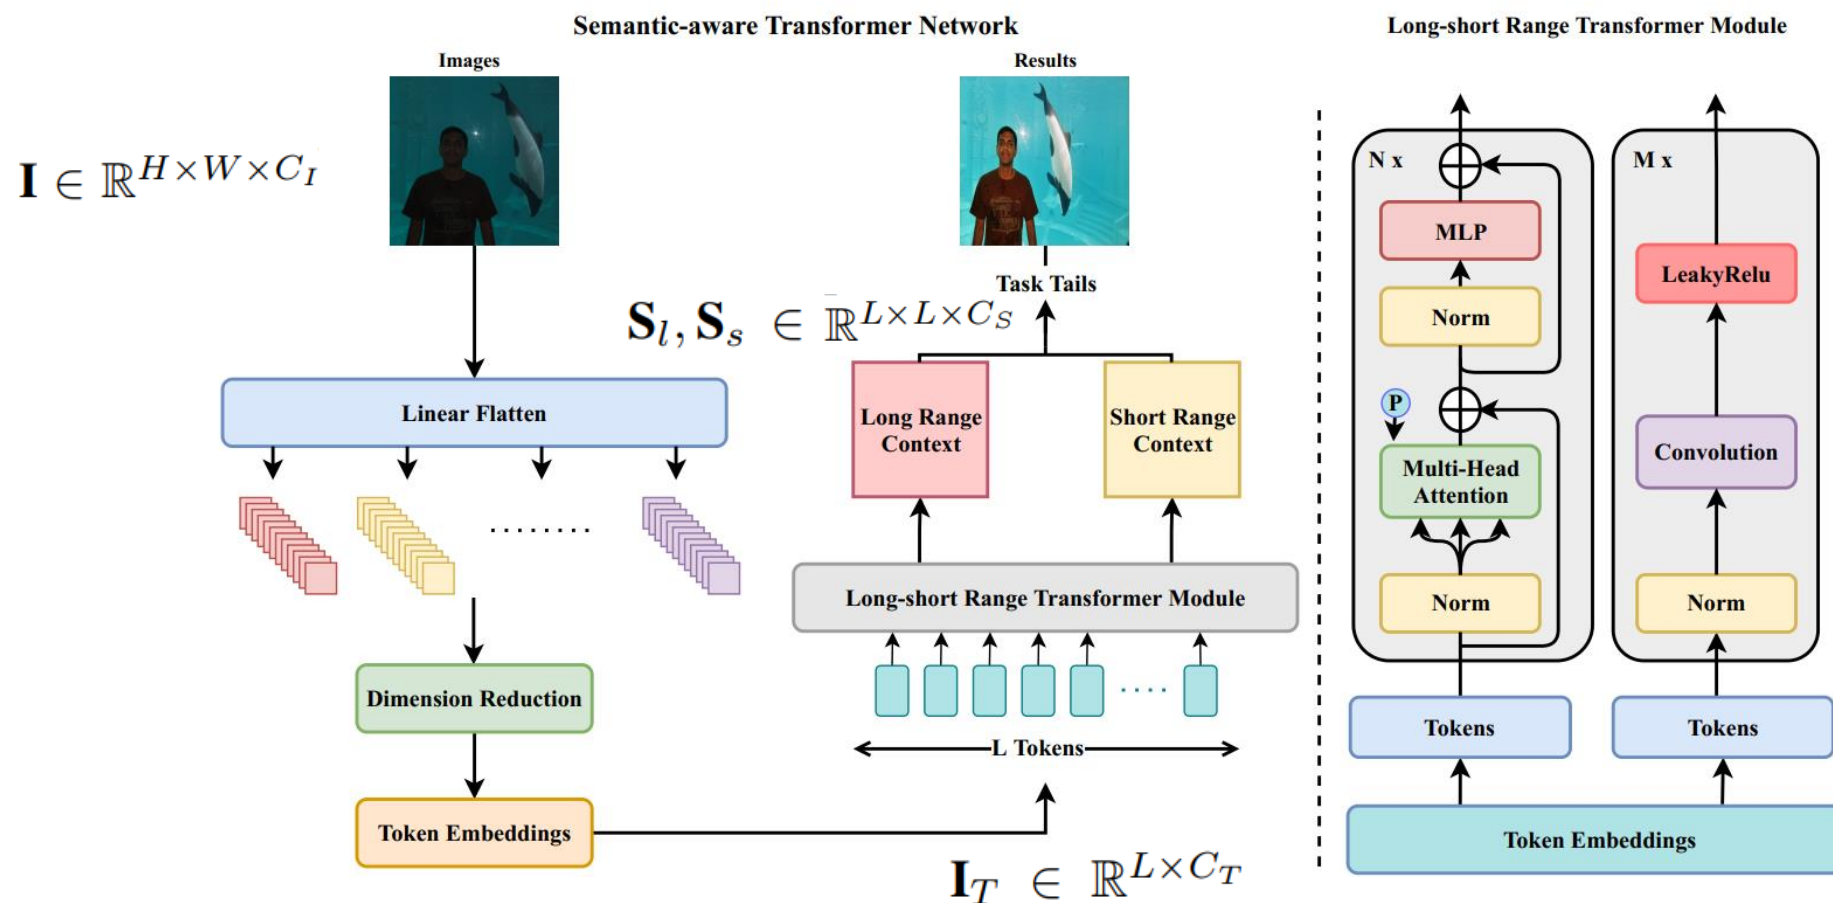 Semantic-aware Transformer Network
Images
Results
I ∈ ℝ^{H×W×C_I}
Task Tails
S_l, S_s ∈ ℝ^{L×L×C_S}
Linear Flatten
Long Range
Context
Short Range
Context
Long-short Range Transformer Module
Dimension Reduction
L Tokens
Token Embeddings
I_T ∈ ℝ^{L×C_T}
Long-short Range Transformer Module
N x
MLP
Norm
P
Multi-Head
Attention
Norm
Tokens
M x
LeakyRelu
Convolution
Norm
Tokens
Token Embeddings